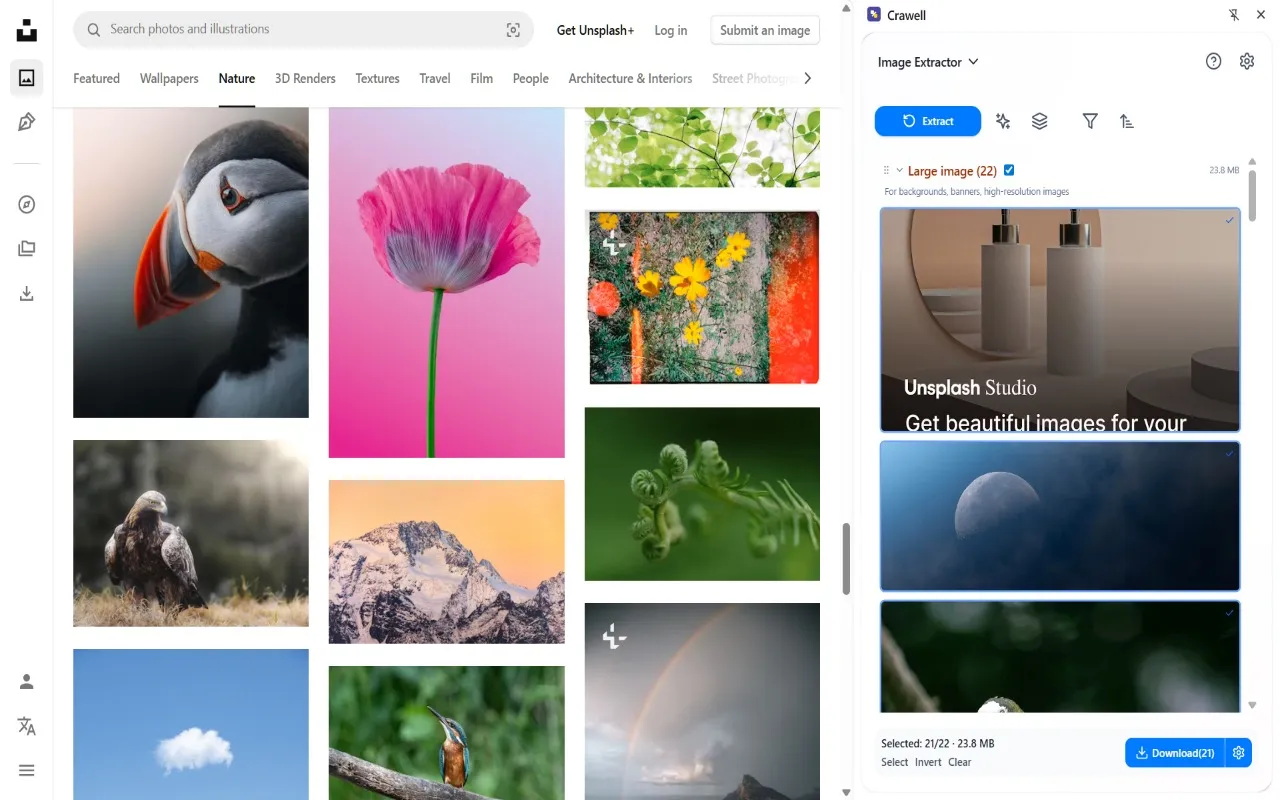 Search photos and illustrations
Get Unsplash+
Log in
Submit an image
Featured
Wallpapers
Nature
3D Renders
Textures
Travel
Film
People
Architecture & Interiors
Street
Crawell
Image Extractor
Extract
Large image (22)
23.8 MB
For backgrounds, banners, high-resolution images
Unsplash Studio
Get beautiful images for your
Selected: 21/22 · 23.8 MB
Select Invert Clear
Download(21)